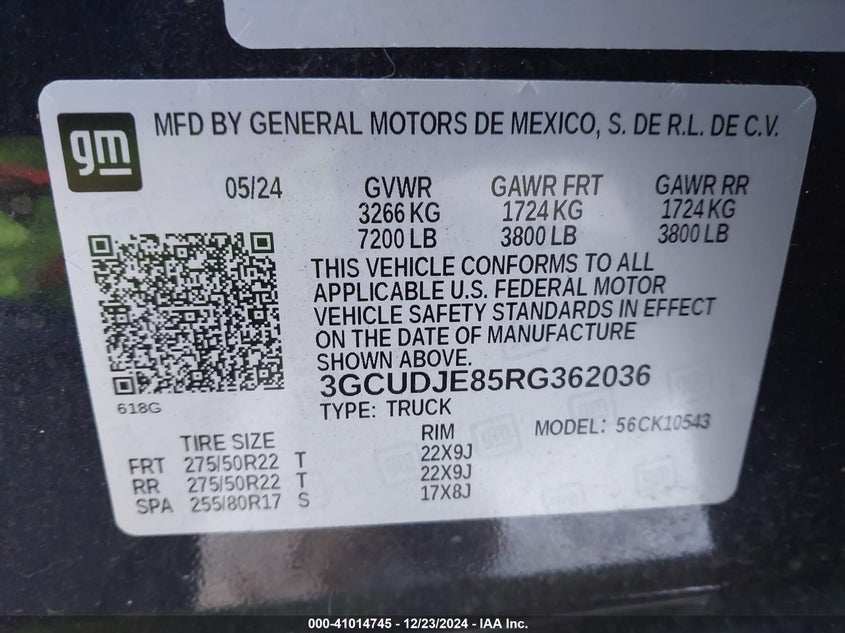 gm
MFD BY GENERAL MOTORS DE MEXICO, S. DE R.L. DE C.V.
05/24 GVWR GAWR FRT GAWR RR
3266 KG 1724 KG 1724 KG
7200 LB 3800 LB 3800 LB
THIS VEHICLE CONFORMS TO ALL
APPLICABLE U.S. FEDERAL MOTOR
VEHICLE SAFETY STANDARDS IN EFFECT
ON THE DATE OF MANUFACTURE
SHOWN ABOVE.
3GCUDJE85RG362036
618G
TYPE: TRUCK MODEL: 56CK10543
TIRE SIZE RIM
FRT 275/50R22 T 22X9J
RR 275/50R22 T 22X9J
SPA 255/80R17 S 17X8J
000-41014745 - 12/23/2024 - IAA, Inc.